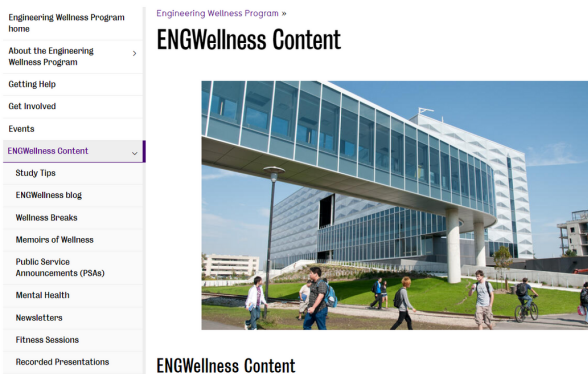 Engineering Wellness Program
home
About the Engineering
Wellness Program
Getting Help
Get Involved
Events
ENGWellness Content
Study Tips
ENGWellness blog
Wellness Breaks
Memoirs of Wellness
Public Service
Announcements (PSAs)
Mental Health
Newsletters
Fitness Sessions
Recorded Presentations
Engineering Wellness Program »
ENGWellness Content
ENGWellness Content